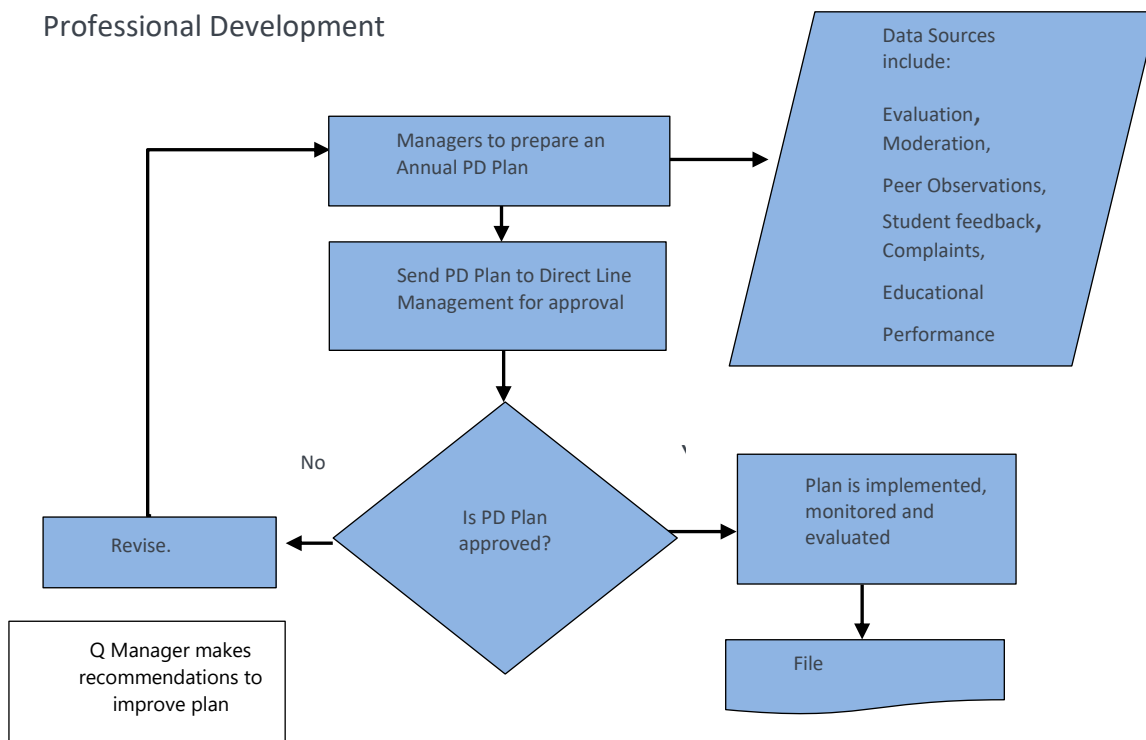 Professional Development
Managers to prepare an
Annual PD Plan
Data Sources
include:
Evaluation,
Moderation,
Peer Observations,
Student feedback,
Complaints,
Educational
Performance
Send PD Plan to Direct Line
Management for approval
No
Is PD Plan
approved?
Plan is implemented,
monitored and
evaluated
Revise.
Q Manager makes
recommendations to
improve plan
File